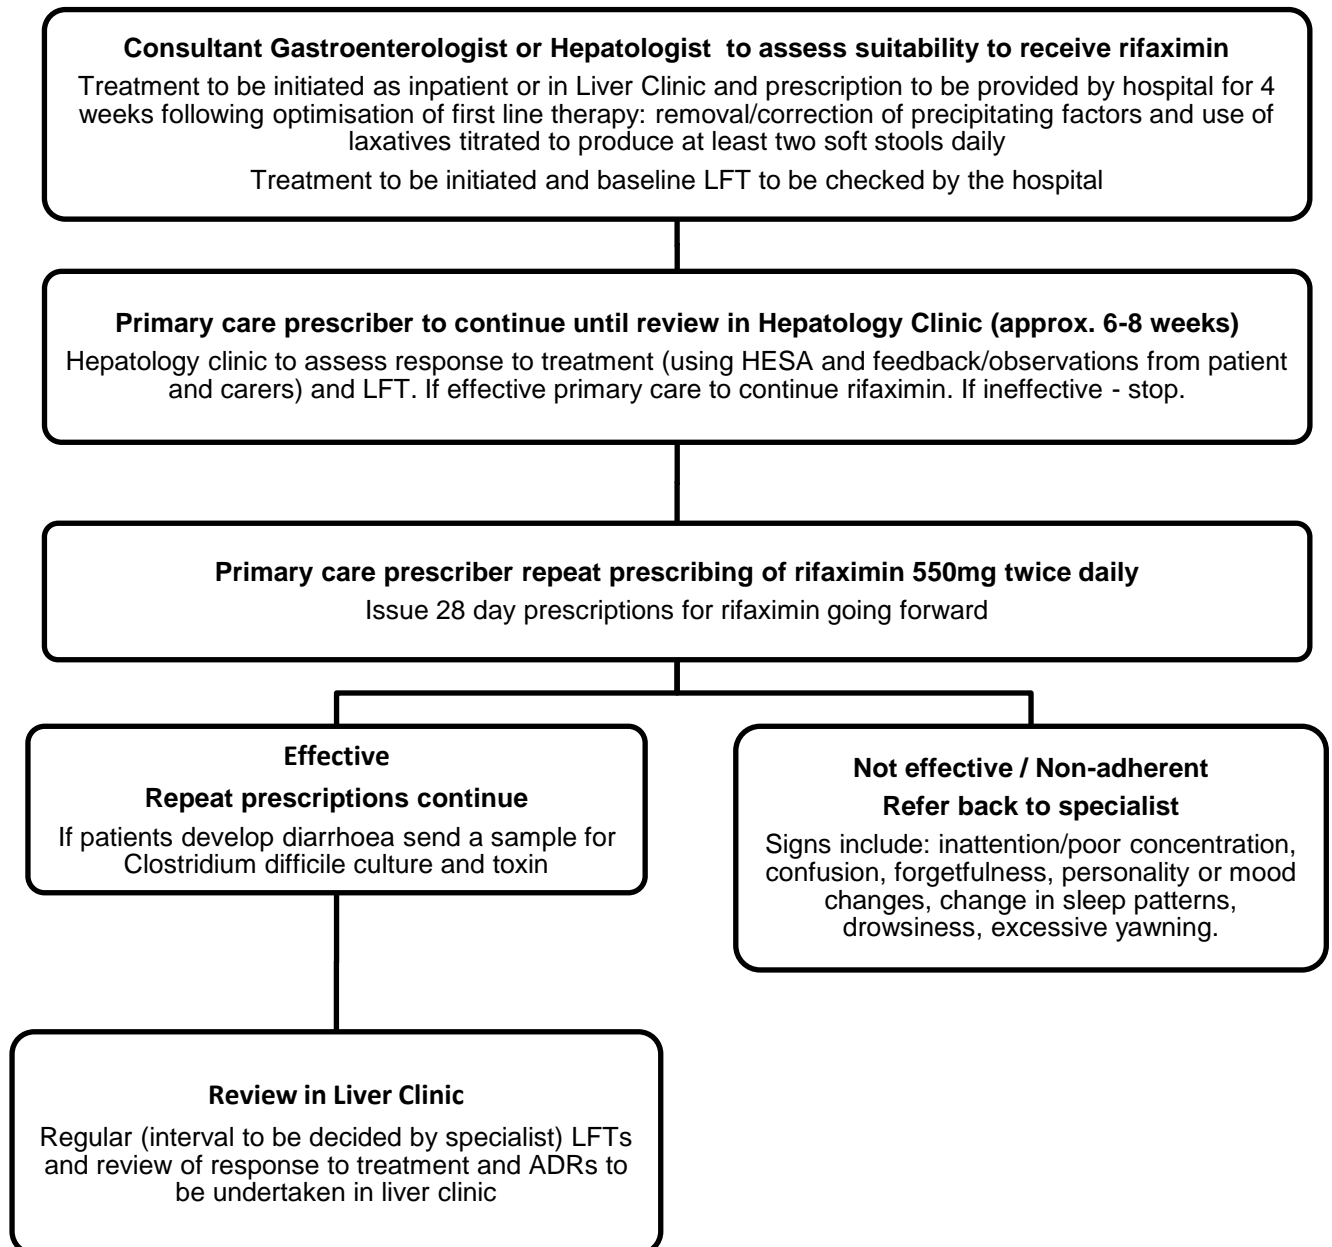 Consultant Gastroenterologist or Hepatologist to assess suitability to receive rifaximin
Treatment to be initiated as inpatient or in Liver Clinic and prescription to be provided by hospital for 4
weeks following optimisation of first line therapy: removal/correction of precipitating factors and use of
laxatives titrated to produce at least two soft stools daily
Treatment to be initiated and baseline LFT to be checked by the hospital
Primary care prescriber to continue until review in Hepatology Clinic (approx. 6-8 weeks)
Hepatology clinic to assess response to treatment (using HESA and feedback/observations from patient
and carers) and LFT. If effective primary care to continue rifaximin. If ineffective - stop.
Primary care prescriber repeat prescribing of rifaximin 550mg twice daily
Issue 28 day prescriptions for rifaximin going forward
Effective
Repeat prescriptions continue
If patients develop diarrhoea send a sample for
Clostridium difficile culture and toxin
Not effective / Non-adherent
Refer back to specialist
Signs include: inattention/poor concentration,
confusion, forgetfulness, personality or mood
changes, change in sleep patterns,
drowsiness, excessive yawning.
Review in Liver Clinic
Regular (interval to be decided by specialist) LFTs
and review of response to treatment and ADRs to
be undertaken in liver clinic